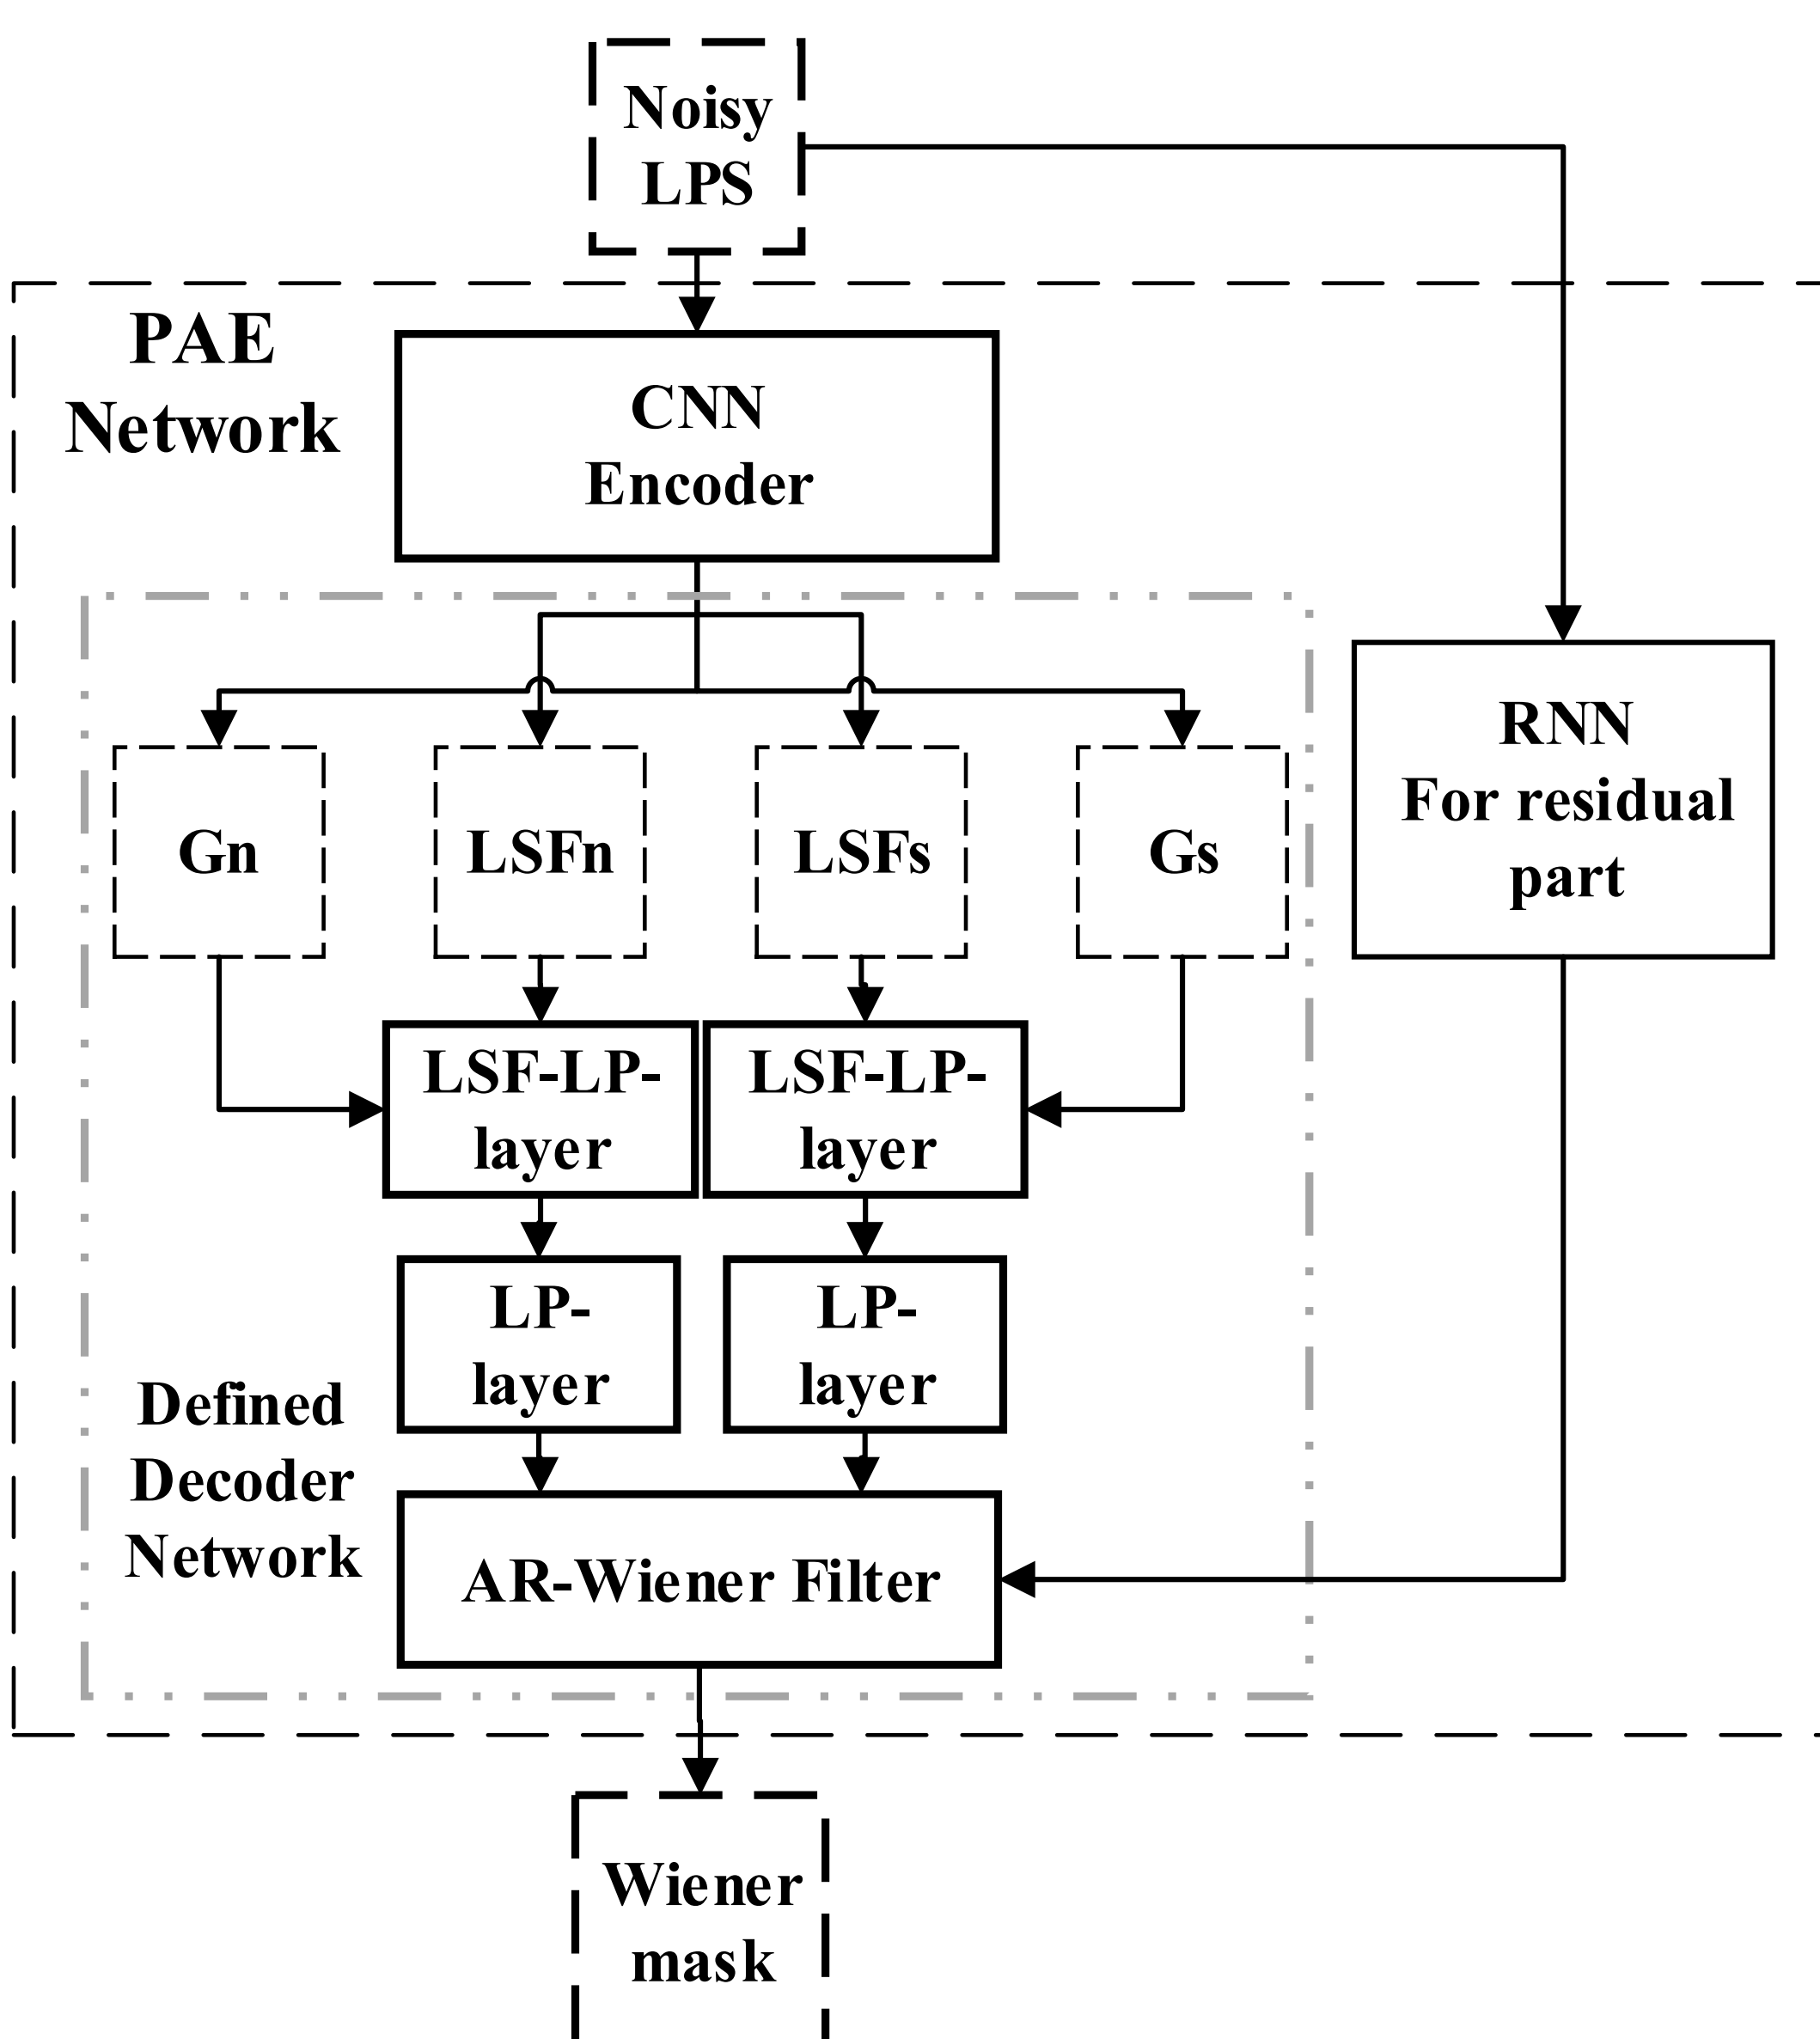 Noisy
LPS
PAE
Network
CNN
Encoder
Gn
LSFn
LSFs
Gs
RNN
For residual
part
LSF-LP-
layer
LSF-LP-
layer
LP-
layer
LP-
layer
Defined
Decoder
Network
AR-Wiener Filter
Wiener
mask